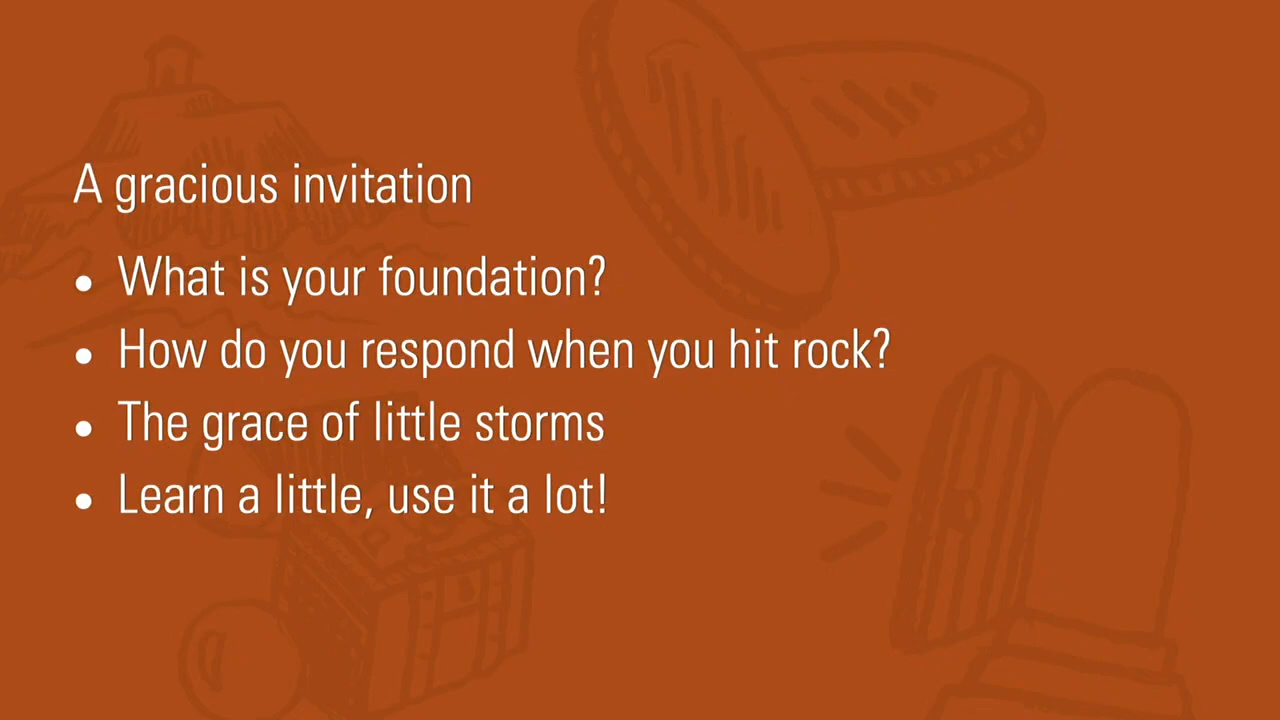 A gracious invitation
• What is your foundation?
• How do you respond when you hit rock?
• The grace of little storms
• Learn a little, use it a lot!